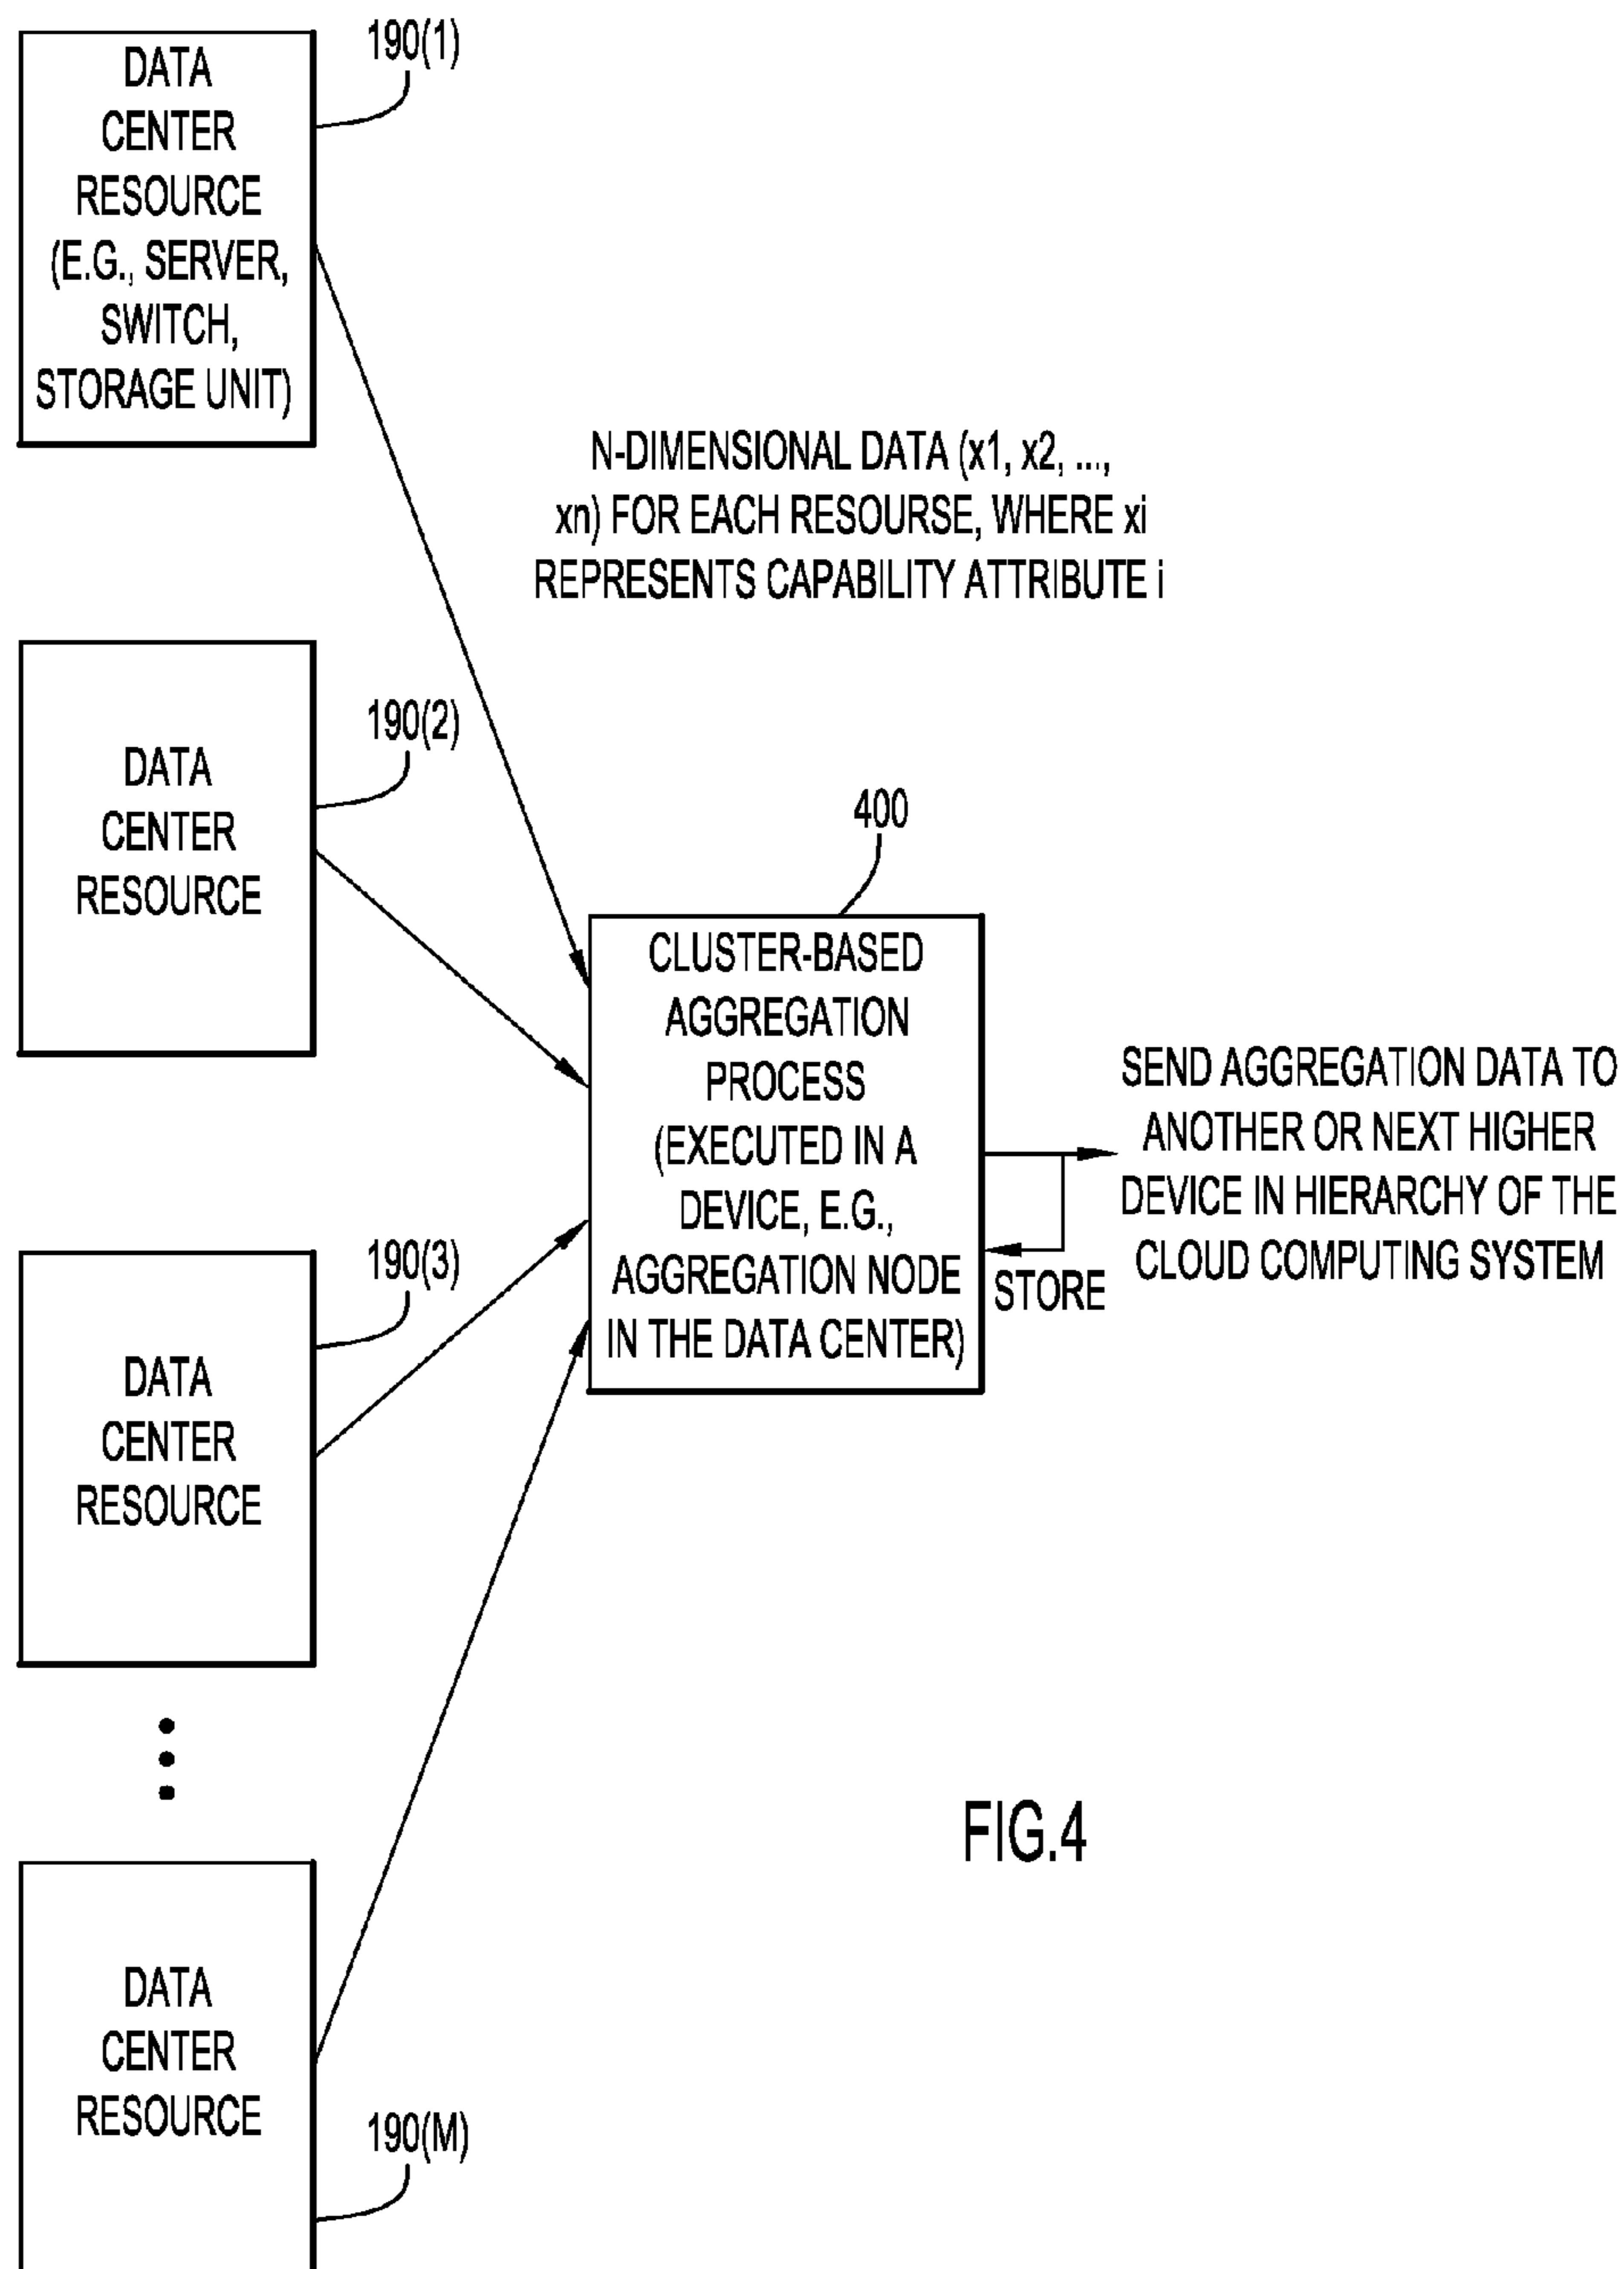 190(1)
DATA
CENTER
RESOURCE
(E.G., SERVER,
SWITCH,
STORAGE UNIT)
N-DIMENSIONAL DATA (x1, x2, ...,
xn) FOR EACH RESOURSE, WHERE xi
REPRESENTS CAPABILITY ATTRIBUTE i
190(2)
DATA
CENTER
RESOURCE
400
CLUSTER-BASED
AGGREGATION
PROCESS
(EXECUTED IN A
DEVICE, E.G.,
AGGREGATION NODE
IN THE DATA CENTER)
SEND AGGREGATION DATA TO
ANOTHER OR NEXT HIGHER
DEVICE IN HIERARCHY OF THE
CLOUD COMPUTING SYSTEM
STORE
190(3)
DATA
CENTER
RESOURCE
FIG.4
DATA
CENTER
RESOURCE
190(M)